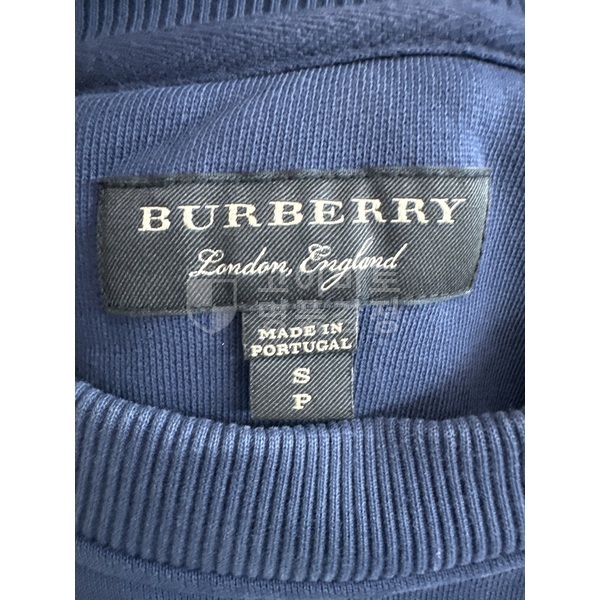 BURBERRY
London, England
MADE IN
PORTUGAL
S
P